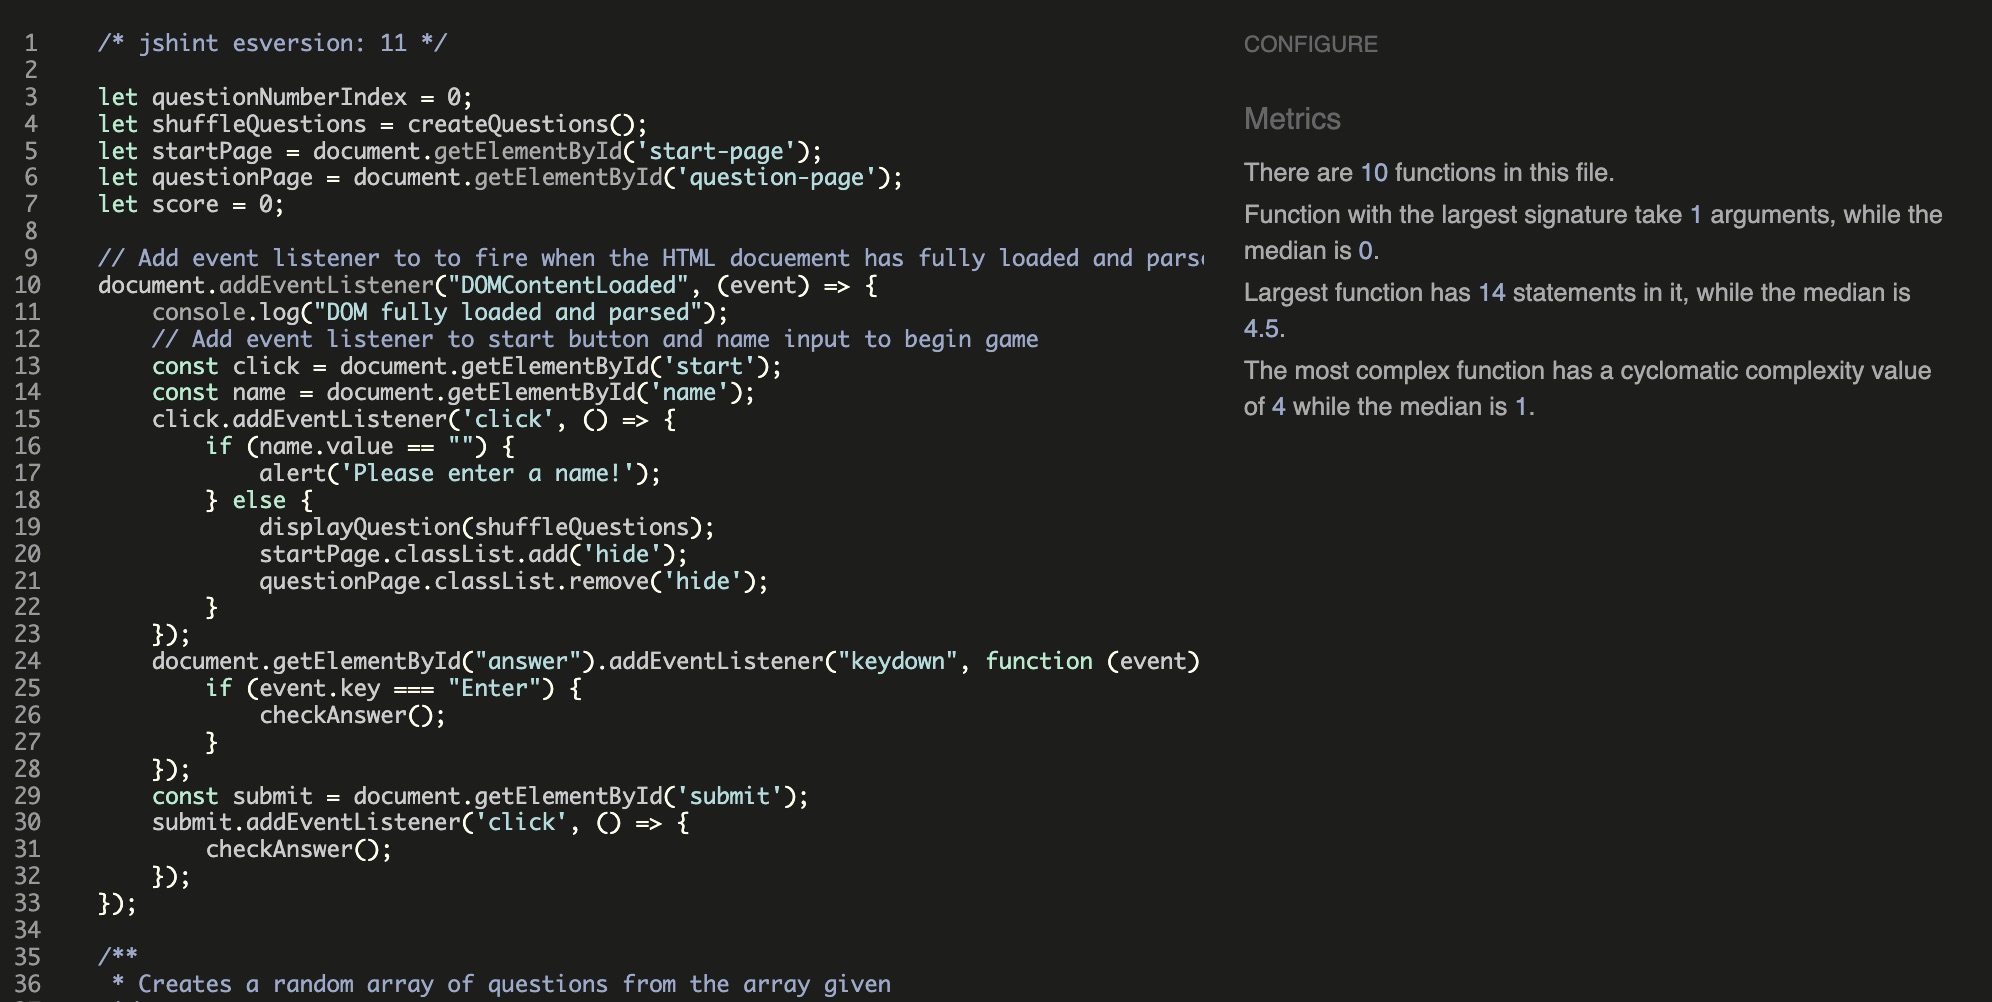 1 /* jshint esversion: 11 */
2
3 let questionNumberIndex = 0;
4 let shuffleQuestions = createQuestions();
5 let startPage = document.getElementById('start-page');
6 let questionPage = document.getElementById('question-page');
7 let score = 0;
8
9 // Add event listener to to fire when the HTML docuement has fully loaded and pars
10 document.addEventListener("DOMContentLoaded", (event) => {
11 console.log("DOM fully loaded and parsed");
12 // Add event listener to start button and name input to begin game
13 const click = document.getElementById('start');
14 const name = document.getElementById('name');
15 click.addEventListener('click', () => {
16 if (name.value == "") {
17 alert('Please enter a name!');
18 } else {
19 displayQuestion(shuffleQuestions);
20 startPage.classList.add('hide');
21 questionPage.classList.remove('hide');
22 }
23 });
24 document.getElementById("answer").addEventListener("keydown", function (event)
25 if (event.key === "Enter") {
26 checkAnswer();
27 }
28 });
29 const submit = document.getElementById('submit');
30 submit.addEventListener('click', () => {
31 checkAnswer();
32 });
33 });
34
35 /**
36 * Creates a random array of questions from the array given
CONFIGURE
Metrics
There are 10 functions in this file.
Function with the largest signature take 1 arguments, while the
median is 0.
Largest function has 14 statements in it, while the median is
4.5.
The most complex function has a cyclomatic complexity value
of 4 while the median is 1.